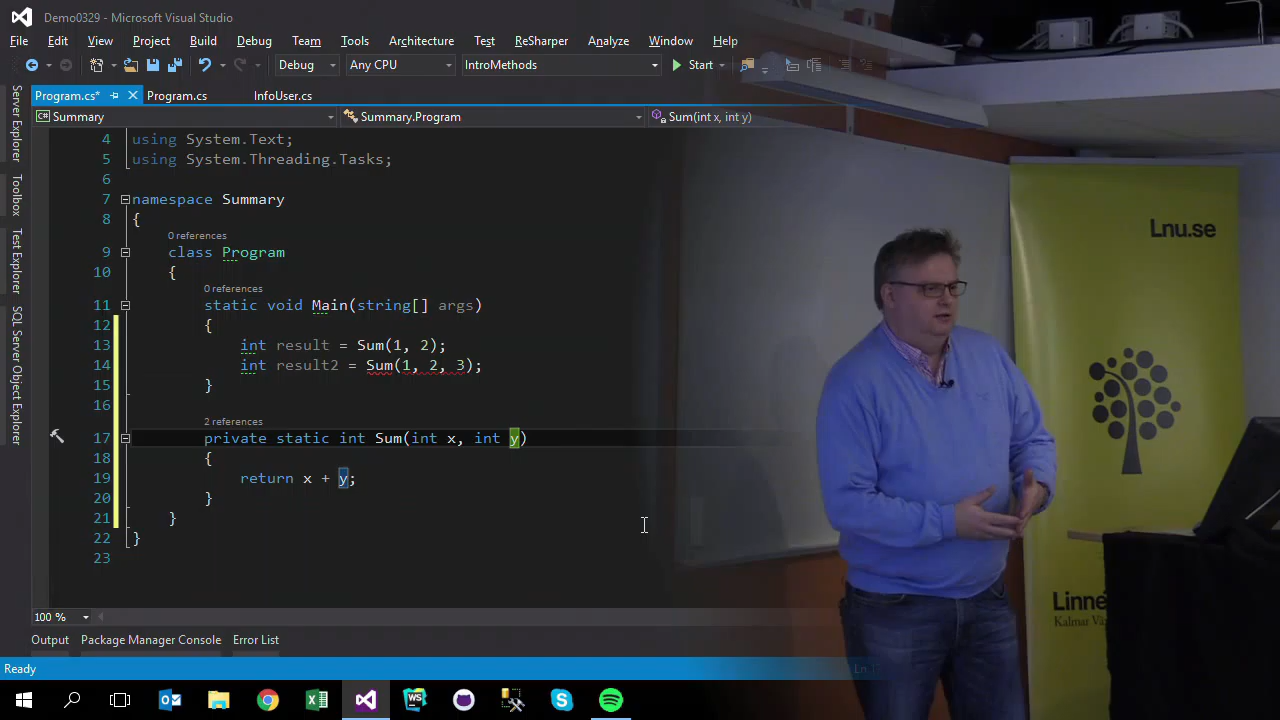 Demo0329 - Microsoft Visual Studio
File Edit View Project Build Debug Team Tools Architecture Test ReSharper Analyze Window Help
Debug Any CPU IntroMethods Start
Program.cs* Program.cs InfoUser.cs
Summary Summary.Program Sum(int x, int y)
Server Explorer
Toolbox
Test Explorer
SQL Server Object Explorer
4 using System.Text;
5 using System.Threading.Tasks;
6
7 namespace Summary
8 {
0 references
9 class Program
10 {
0 references
11 static void Main(string[] args)
12 {
13 int result = Sum(1, 2);
14 int result2 = Sum(1, 2, 3);
15 }
16
2 references
17 private static int Sum(int x, int y)
18 {
19 return x + y;
20 }
21 }
22 }
23
100 %
Output Package Manager Console Error List
Ready
Lnu.se
Linné
Kalmar